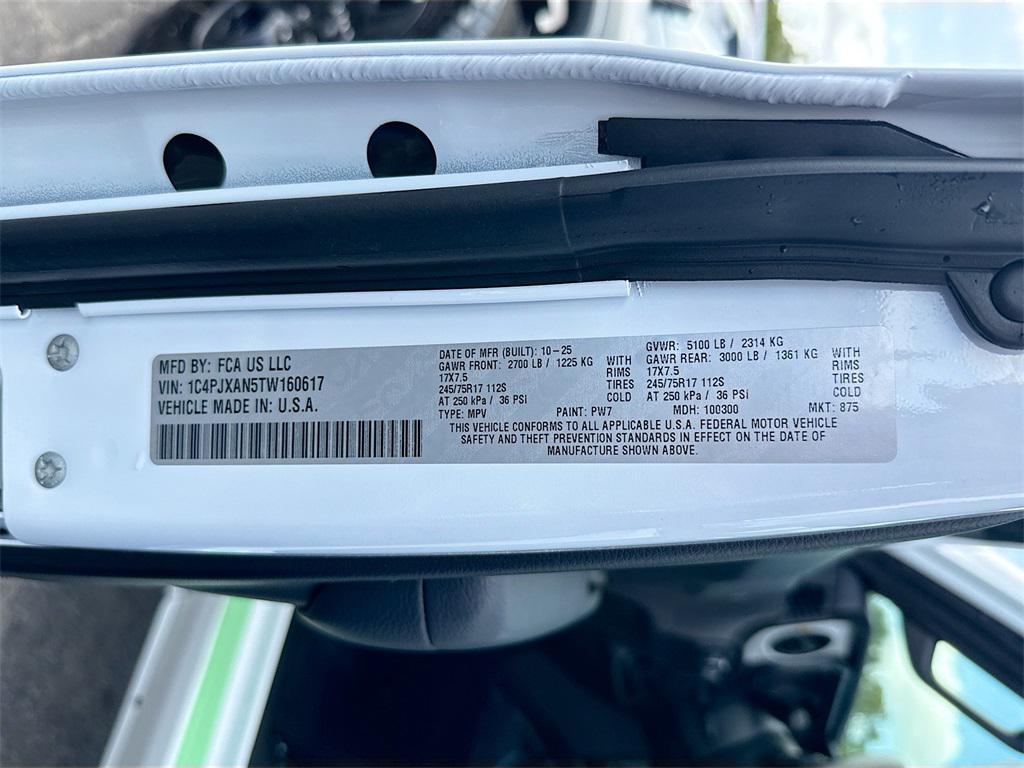 MFD BY: FCA US LLC
VIN: 1C4PJXAN5TW160617
VEHICLE MADE IN: U.S.A.
DATE OF MFR (BUILT): 10-25
GAWR FRONT: 2700 LB / 1225 KG WITH
17X7.5 RIMS
245/75R17 112S TIRES
AT 250 kPa / 36 PSi COLD
GVWR: 5100 LB / 2314 KG
GAWR REAR: 3000 LB / 1361 KG WITH
17X7.5 RIMS
245/75R17 112S TIRES
AT 250 kPa / 36 PSi COLD
TYPE: MPV PAINT: PW7 MDH: 100300 MKT: 875
THIS VEHICLE CONFORMS TO ALL APPLICABLE U.S.A. FEDERAL MOTOR VEHICLE
SAFETY AND THEFT PREVENTION STANDARDS IN EFFECT ON THE DATE OF
MANUFACTURE SHOWN ABOVE.